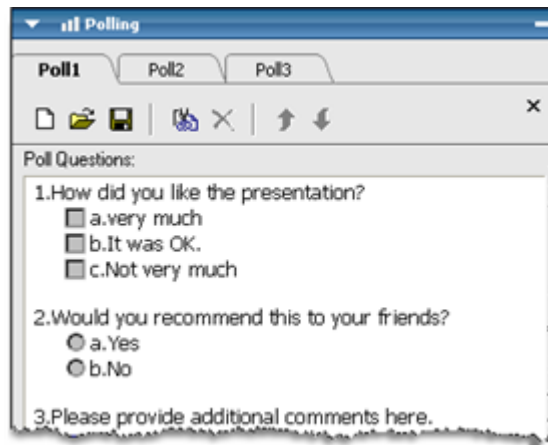 Polling
Poll1 Poll2 Poll3
Poll Questions:
1.How did you like the presentation?
a.very much
b.It was OK.
c.Not very much
2.Would you recommend this to your friends?
a.Yes
b.No
3.Please provide additional comments here.